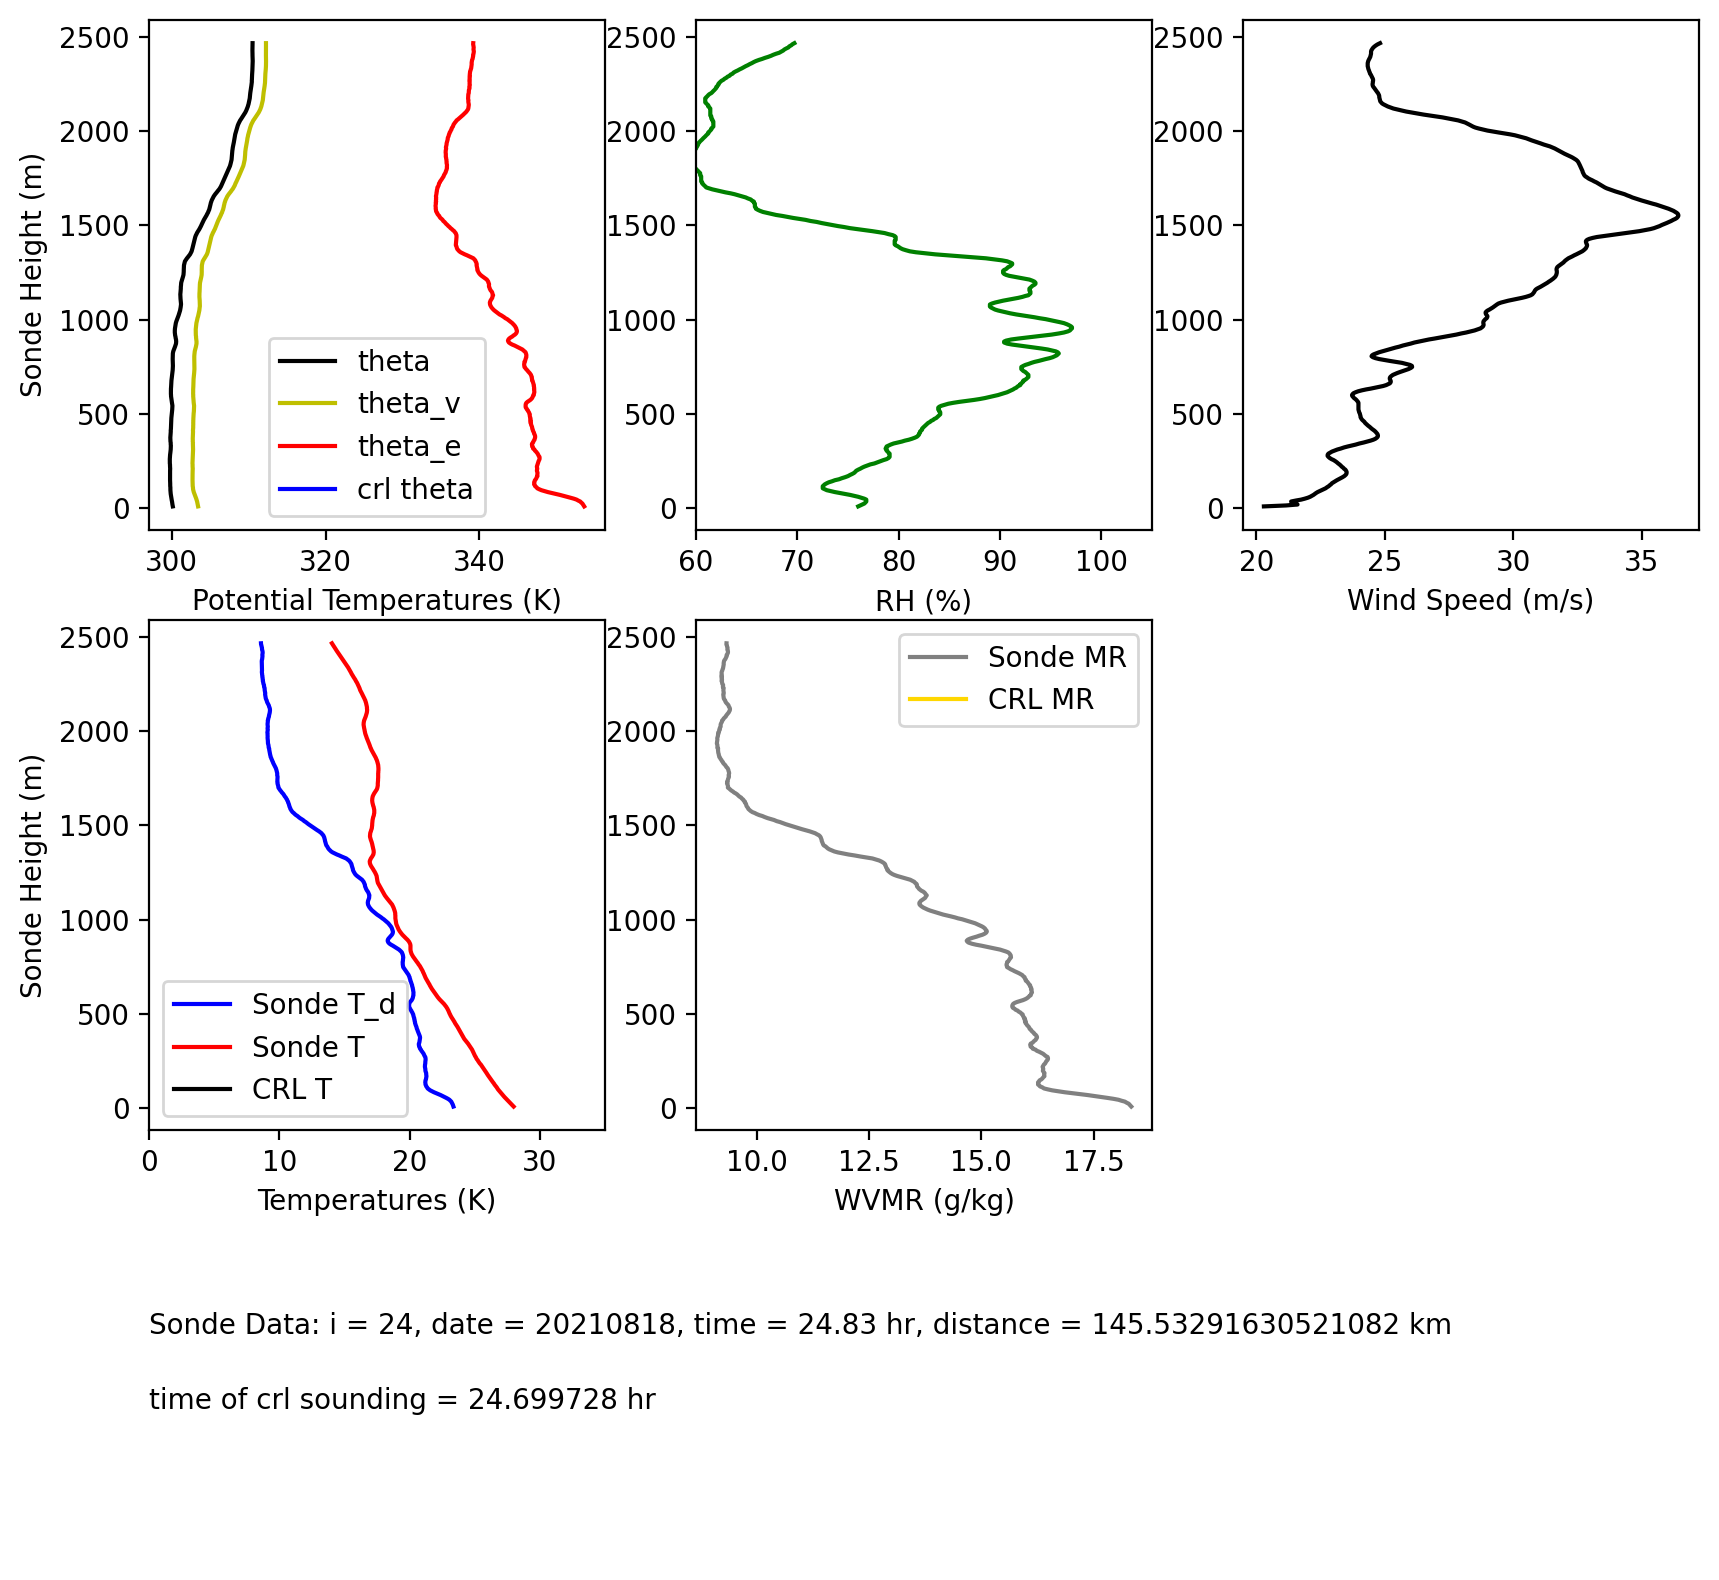 2500
2000
1500
1000
500
0
Sonde Height (m)
theta
theta_v
theta_e
crl theta
300 320 340
Potential Temperatures (K)
2500
2000
1500
1000
500
0
60 70 80 90 100
RH (%)
2500
2000
1500
1000
500
0
20 25 30 35
Wind Speed (m/s)
2500
2000
1500
1000
500
0
Sonde Height (m)
Sonde T_d
Sonde T
CRL T
0 10 20 30
Temperatures (K)
2500
2000
1500
1000
500
0
Sonde MR
CRL MR
10.0 12.5 15.0 17.5
WVMR (g/kg)
Sonde Data: i = 24, date = 20210818, time = 24.83 hr, distance = 145.53291630521082 km
time of crl sounding = 24.699728 hr